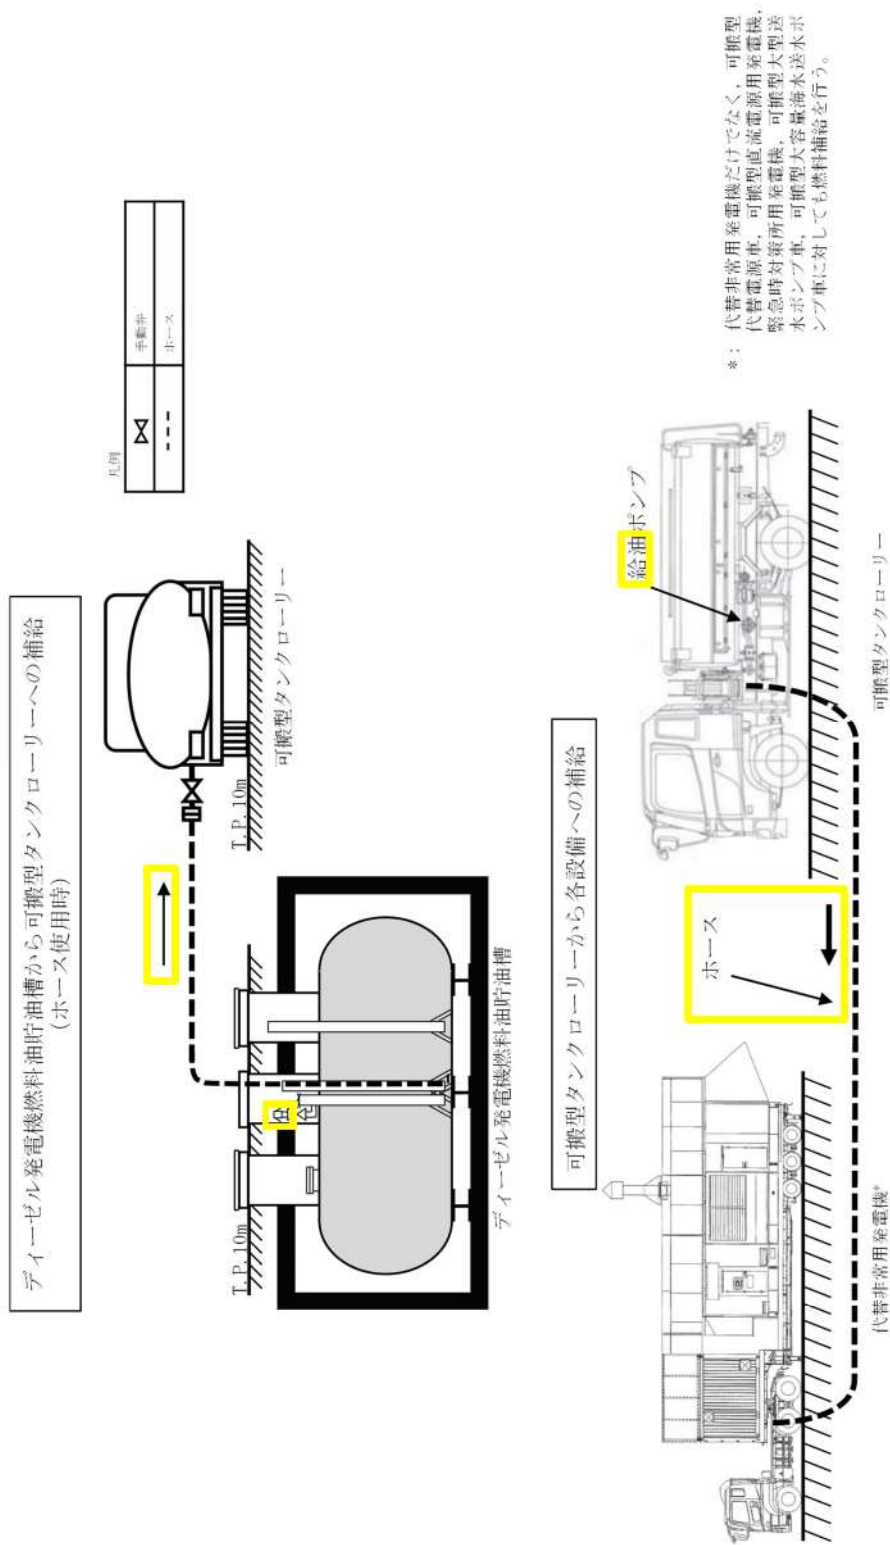 ディーゼル発電機燃料油貯油槽から可搬型タンクローリーへの補給
(ホース使用時)
凡例
手動弁
ホース
T.P.10m
T.P.10m
可搬型タンクローリー
ディーゼル発電機燃料油貯油槽
可搬型タンクローリーから各設備への補給
給油ポンプ
ホース
代替非常用発電機*
可搬型タンクローリー
*：代替非常用発電機だけでなく，可搬型
代替電源車，可搬型直流電源用発電機，
緊急時対策所用発電機，可搬型大型送
水ポンプ車，可搬型大容量海水送水ポ
ンプ車に対しても燃料補給を行う。